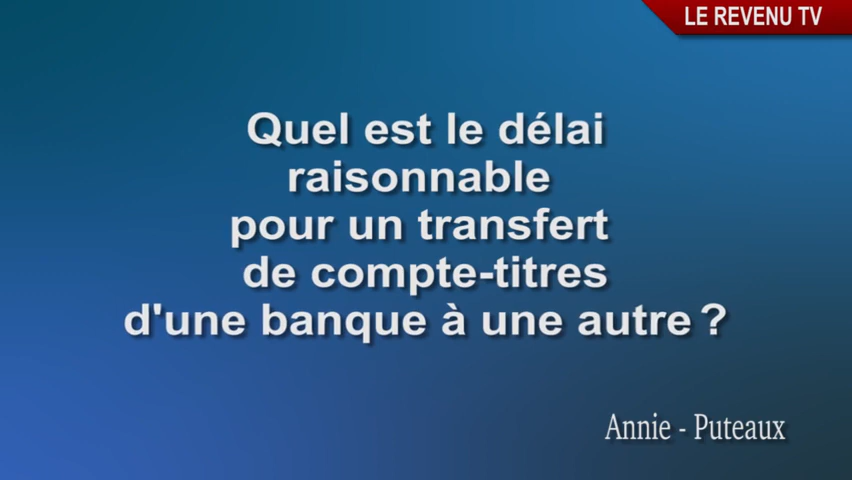 LE REVENU TV
Quel est le délai
raisonnable
pour un transfert
de compte-titres
d'une banque à une autre ?
Annie - Puteaux